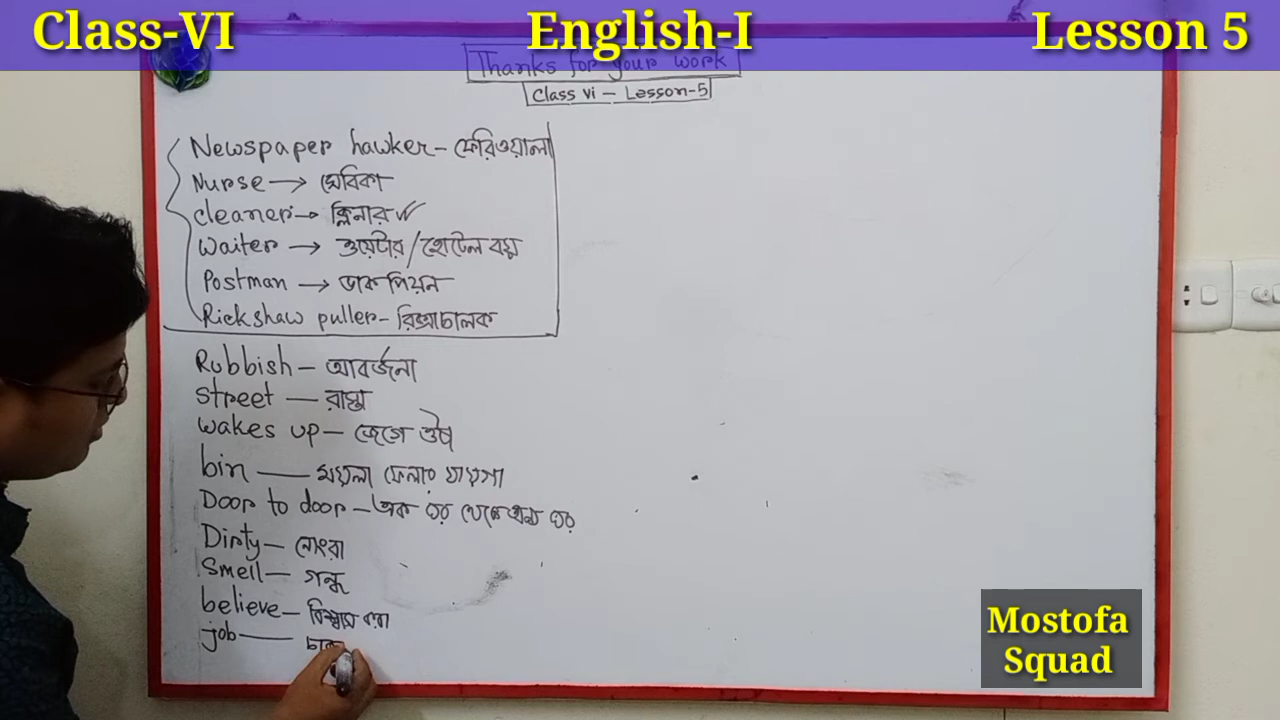 Class-VI English-I Lesson 5
Thanks for your work
Class vi – Lesson-5
Newspaper hawker – ফেরিওয়ালা
Nurse → সেবিকা
cleaner → ক্লিনার
Waiter → ওয়েটার / হোটেল বয়
Postman → ডাক পিয়ন
Rickshaw puller – রিক্সাচালক
Rubbish – আবর্জনা
Street — রাস্তা
Wakes up – জেগে ওঠা
bin — ময়লা ফেলার যায়গা
Door to door – এক ঘর থেকে অন্য ঘর
Dirty – নোংরা
Smell – গন্ধ
believe – বিশ্বাস করা
job —
Mostofa
Squad